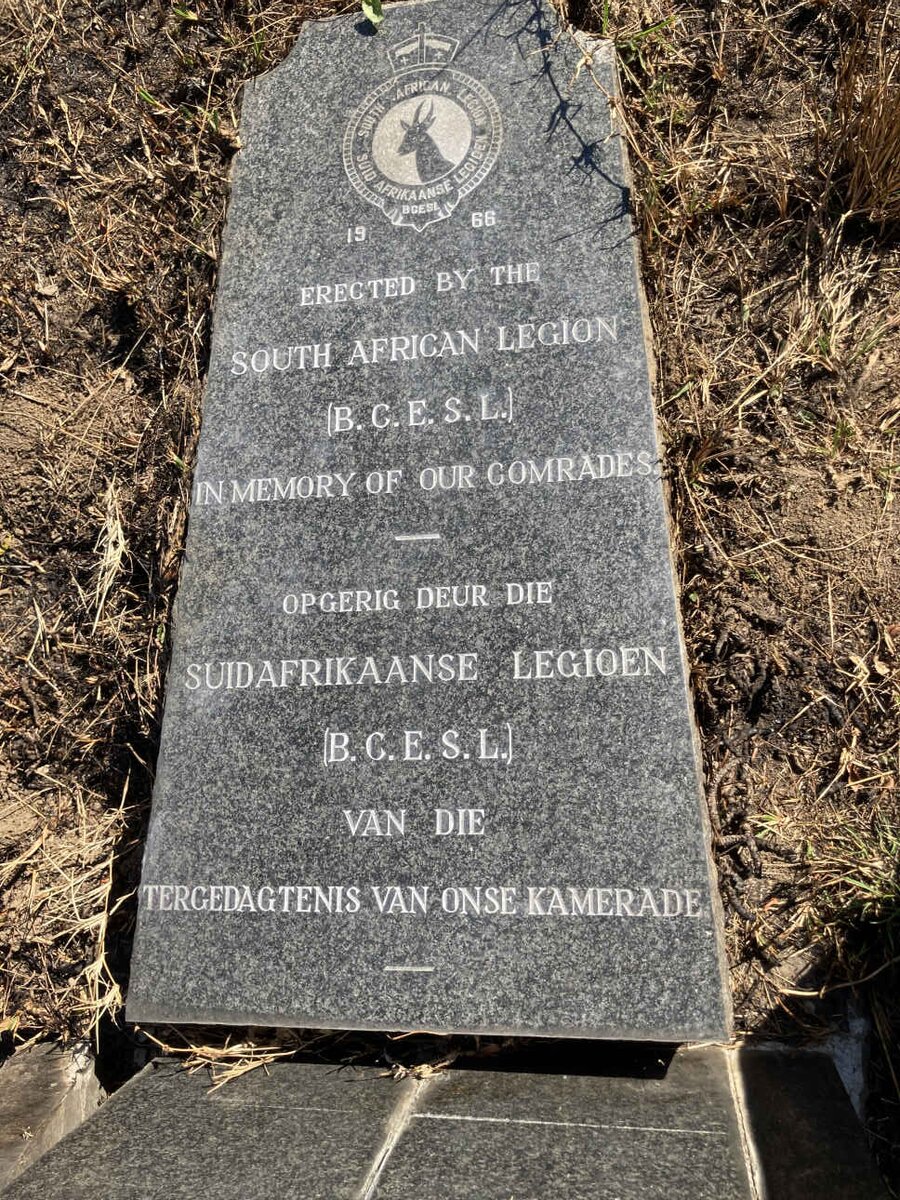 SOUTH AFRICAN LEGION
SUID AFRIKAANSE LEGIOEN
BCESL
19 66
ERECTED BY THE
SOUTH AFRICAN LEGION
(B. C. E. S. L.)
IN MEMORY OF OUR COMRADES.
OPGERIG DEUR DIE
SUIDAFRIKAANSE LEGIOEN
(B. C. E. S. L.)
VAN DIE
TERGEDAGTENIS VAN ONSE KAMERADE